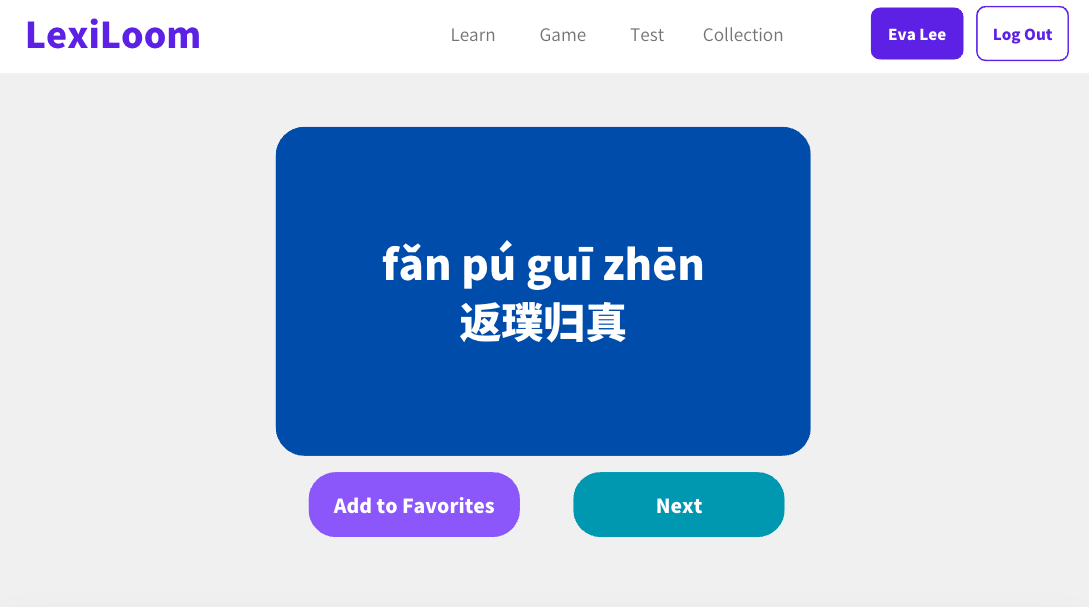 LexiLoom
Learn
Game
Test
Collection
Eva Lee
Log Out
fǎn pú guī zhēn
返璞归真
Add to Favorites
Next